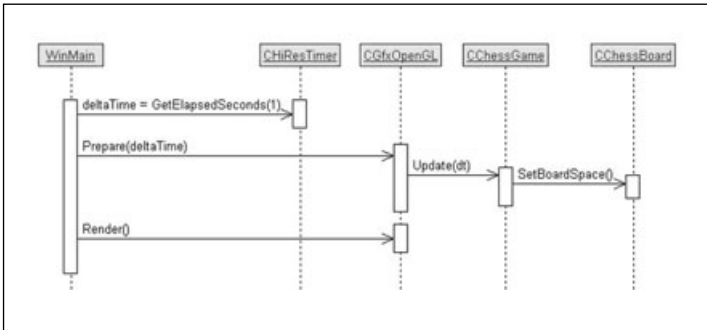 WinMain
CHiResTimer
CGfxOpenGL
CChessGame
CChessBoard
deltaTime = GetElapsedSeconds(1)
Prepare(deltaTime)
Update(dt)
SetBoardSpace()
Render()